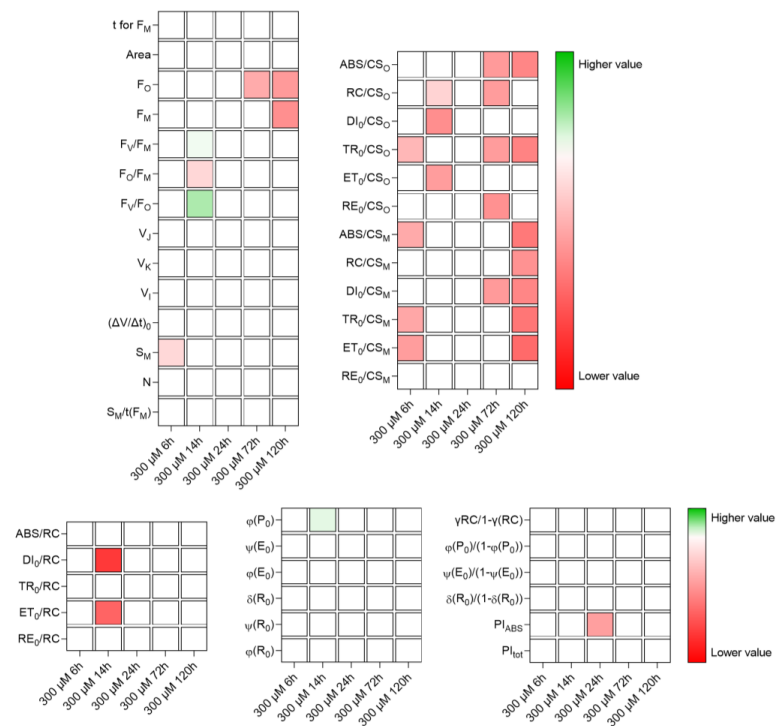 t for FM
Area
FO
FM
FV/FM
FO/FM
FV/FO
VJ
VK
VI
(ΔV/Δt)0
SM
N
SM/t(FM)
300 μM 6h
300 μM 14h
300 μM 24h
300 μM 72h
300 μM 120h
ABS/CSO
RC/CSO
DI0/CSO
TR0/CSO
ET0/CSO
RE0/CSO
ABS/CSM
RC/CSM
DI0/CSM
TR0/CSM
ET0/CSM
RE0/CSM
300 μM 6h
300 μM 14h
300 μM 24h
300 μM 72h
300 μM 120h
Higher value
Lower value
ABS/RC
DI0/RC
TR0/RC
ET0/RC
RE0/RC
300 μM 6h
300 μM 14h
300 μM 24h
300 μM 72h
300 μM 120h
φ(P0)
ψ(E0)
φ(E0)
δ(R0)
ψ(R0)
φ(R0)
300 μM 6h
300 μM 14h
300 μM 24h
300 μM 72h
300 μM 120h
γRC/1-γ(RC)
φ(P0)/(1-φ(P0))
ψ(E0)/(1-ψ(E0))
δ(R0)/(1-δ(R0))
PIABS
PItot
300 μM 6h
300 μM 14h
300 μM 24h
300 μM 72h
300 μM 120h
Higher value
Lower value